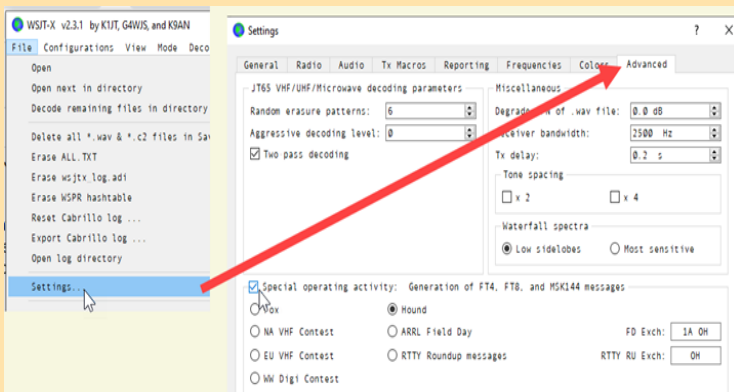 WSJT-X v2.3.1 by K1JT, G4WJS, and K9AN
File Configurations View Mode Deco
Open
Open next in directory
Decode remaining files in directory
Delete all *.wav & *.c2 files in Sa
Erase ALL.TXT
Erase wsjtx_log.adi
Erase WSPR hashtable
Reset Cabrillo log ...
Export Cabrillo log ...
Open log directory
Settings...
Settings
General Radio Audio Tx Macros Reporting Frequencies Colors Advanced
JT65 VHF/UHF/Microwave decoding parameters
Random erasure patterns: 6
Aggressive decoding level: 0
Two pass decoding
Miscellaneous
of .wav file: 0.0 dB
bandwidth: 2500 Hz
Tx delay: 0.2 s
Tone spacing
x 2 x 4
Waterfall spectra
Low sidelobes Most sensitive
Special operating activity: Generation of FT4, FT8, and MSK144 messages
Fox Hound
NA VHF Contest ARRL Field Day FD Exch: 1A OH
EU VHF Contest RTTY Roundup messages RTTY RU Exch: OH
WW Digi Contest